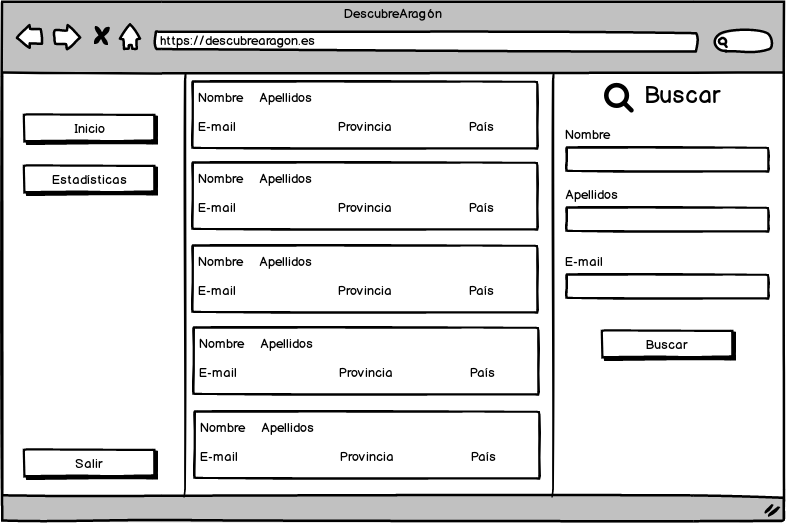 DescubreAragón
https://descubrearagon.es
Inicio
Estadísticas
Salir
Nombre Apellidos
E-mail Provincia País
Nombre Apellidos
E-mail Provincia País
Nombre Apellidos
E-mail Provincia País
Nombre Apellidos
E-mail Provincia País
Nombre Apellidos
E-mail Provincia País
Buscar
Nombre
Apellidos
E-mail
Buscar